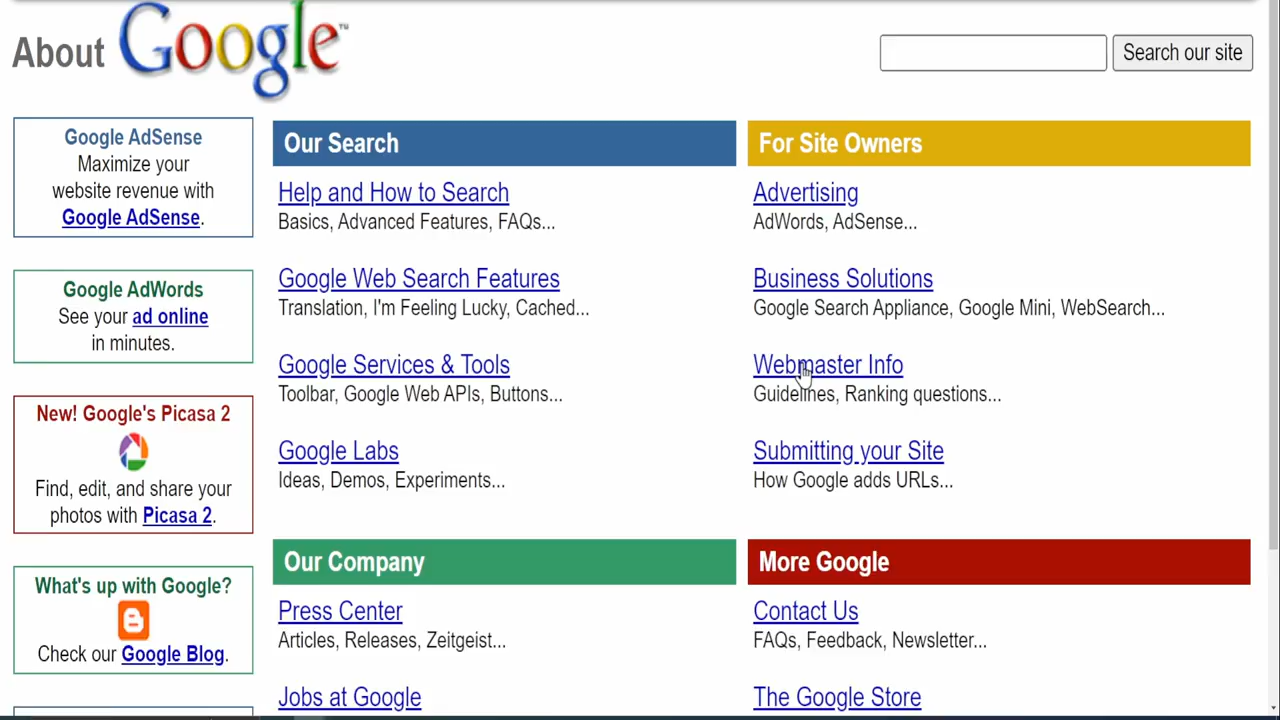 About Google™
Search our site
Google AdSense
Maximize your
website revenue with
Google AdSense.
Google AdWords
See your ad online
in minutes.
New! Google's Picasa 2
Find, edit, and share your
photos with Picasa 2.
What's up with Google?
Check our Google Blog.
Our Search
Help and How to Search
Basics, Advanced Features, FAQs...
Google Web Search Features
Translation, I'm Feeling Lucky, Cached...
Google Services & Tools
Toolbar, Google Web APIs, Buttons...
Google Labs
Ideas, Demos, Experiments...
For Site Owners
Advertising
AdWords, AdSense...
Business Solutions
Google Search Appliance, Google Mini, WebSearch...
Webmaster Info
Guidelines, Ranking questions...
Submitting your Site
How Google adds URLs...
Our Company
Press Center
Articles, Releases, Zeitgeist...
Jobs at Google
More Google
Contact Us
FAQs, Feedback, Newsletter...
The Google Store